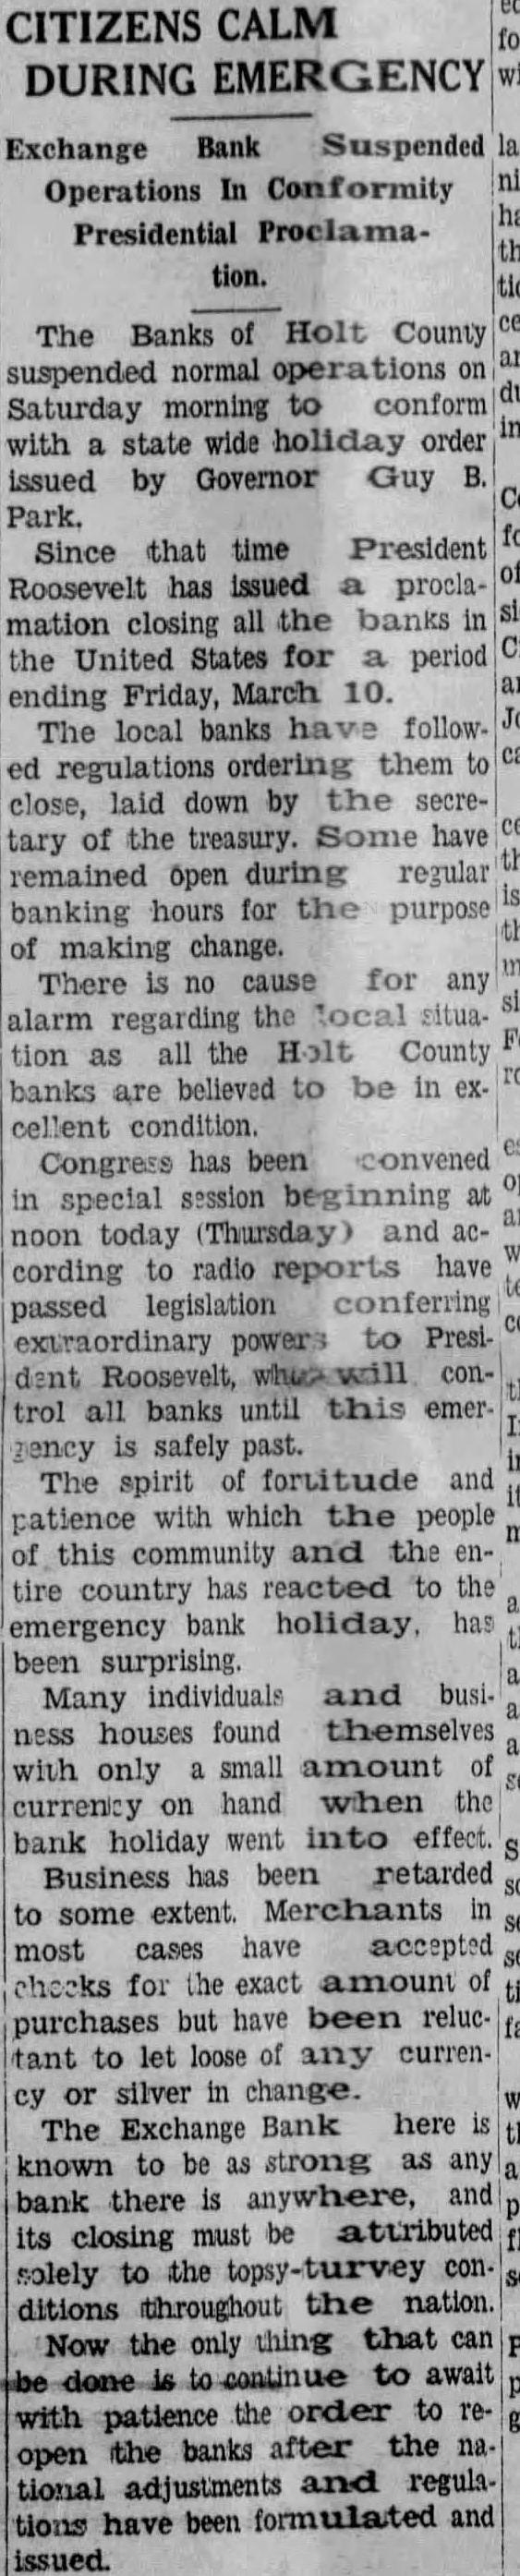 CITIZENS CALM
DURING EMERGENCY
Exchange Bank Suspended
Operations In Conformity
Presidential Proclama-
tion.
The Banks of Holt County
suspended normal operations on
Saturday morning to conform
with a state wide holiday order
issued by Governor Guy B.
Park.
Since that time President
Roosevelt has issued a procla-
mation closing all the banks in
the United States for a period
ending Friday, March 10.
The local banks have follow-
ed regulations ordering them to
close, laid down by the secre-
tary of the treasury. Some have
remained open during regular
banking hours for the purpose
of making change.
There is no cause for any
alarm regarding the local situa-
tion as all the Holt County
banks are believed to be in ex-
cellent condition.
Congress has been convened
in special session beginning at
noon today (Thursday) and ac-
cording to radio reports have
passed legislation conferring
extraordinary powers to Presi-
dent Roosevelt, who will con-
trol all banks until this emer-
gency is safely past.
The spirit of fortitude and
patience with which the people
of this community and the en-
tire country has reacted to the
emergency bank holiday, has
been surprising.
Many individuals and busi-
ness houses found themselves
with only a small amount of
currency on hand when the
bank holiday went into effect.
Business has been retarded
to some extent. Merchants in
most cases have accepted
checks for the exact amount of
purchases but have been reluc-
tant to let loose of any curren-
cy or silver in change.
The Exchange Bank here is
known to be as strong as any
bank there is anywhere, and
its closing must be attributed
solely to the topsy-turvey con-
ditions throughout the nation.
Now the only thing that can
be done is to continue to await
with patience the order to re-
open the banks after the na-
tional adjustments and regula-
tions have been formulated and
issued.